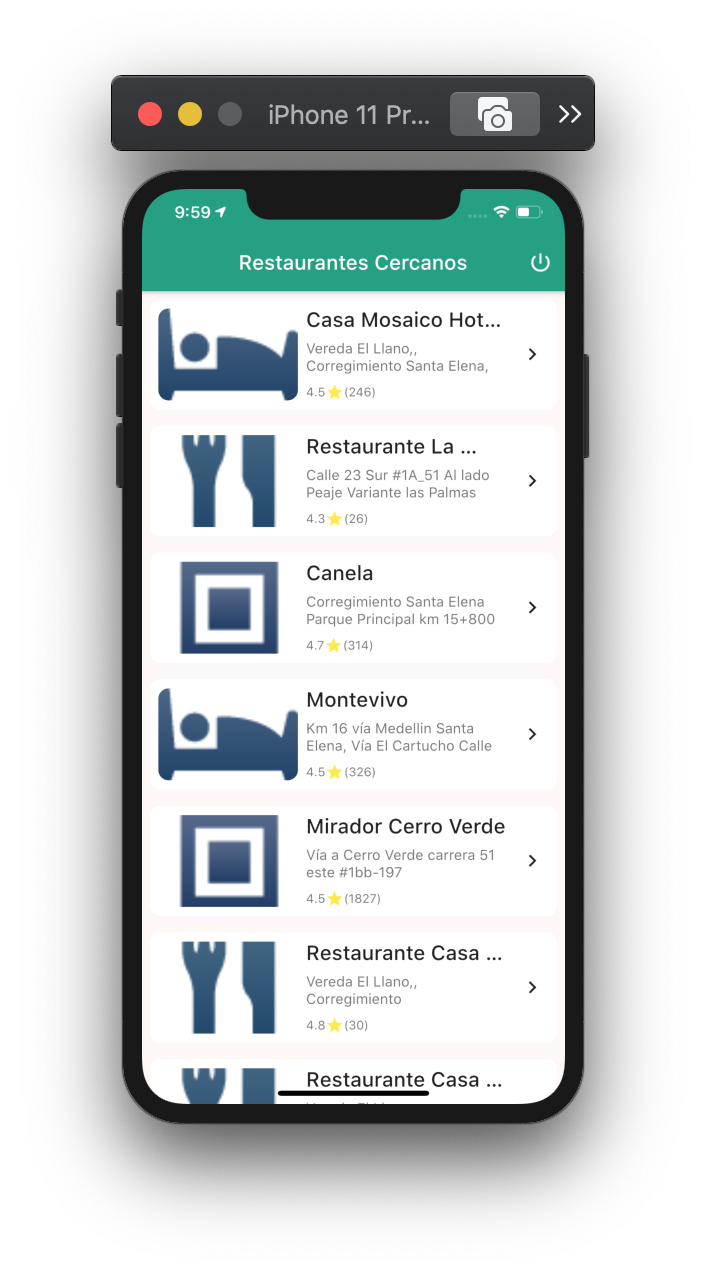 iPhone 11 Pr...
9:59
Restaurantes Cercanos
Casa Mosaico Hot...
Vereda El Llano,,
Corregimiento Santa Elena,
4.5⭐(246)
Restaurante La ...
Calle 23 Sur #1A_51 Al lado
Peaje Variante las Palmas
4.3⭐(26)
Canela
Corregimiento Santa Elena
Parque Principal km 15+800
4.7⭐(314)
Montevivo
Km 16 vía Medellin Santa
Elena, Vía El Cartucho Calle
4.5⭐(326)
Mirador Cerro Verde
Vía a Cerro Verde carrera 51
este #1bb-197
4.5⭐(1827)
Restaurante Casa ...
Vereda El Llano,,
Corregimiento
4.8⭐(30)
Restaurante Casa ...